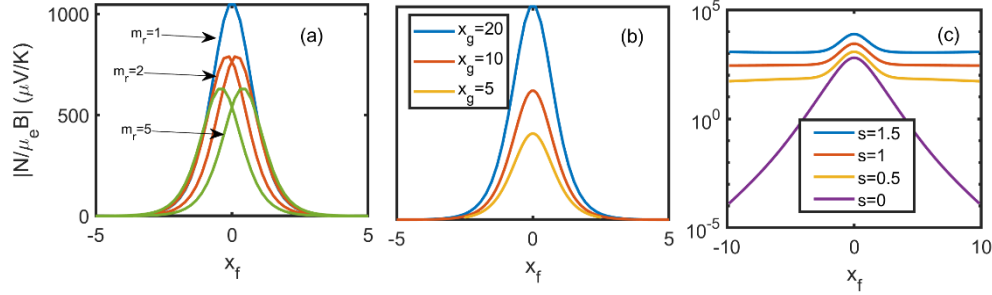 |N/μ_e B| (μV/K)
1000
500
0
m_r=1
m_r=2
m_r=5
(a)
-5
0
5
x_f
(b)
x_g=20
x_g=10
x_g=5
-5
0
5
x_f
10^5
10^0
10^-5
(c)
s=1.5
s=1
s=0.5
s=0
-10
0
10
x_f